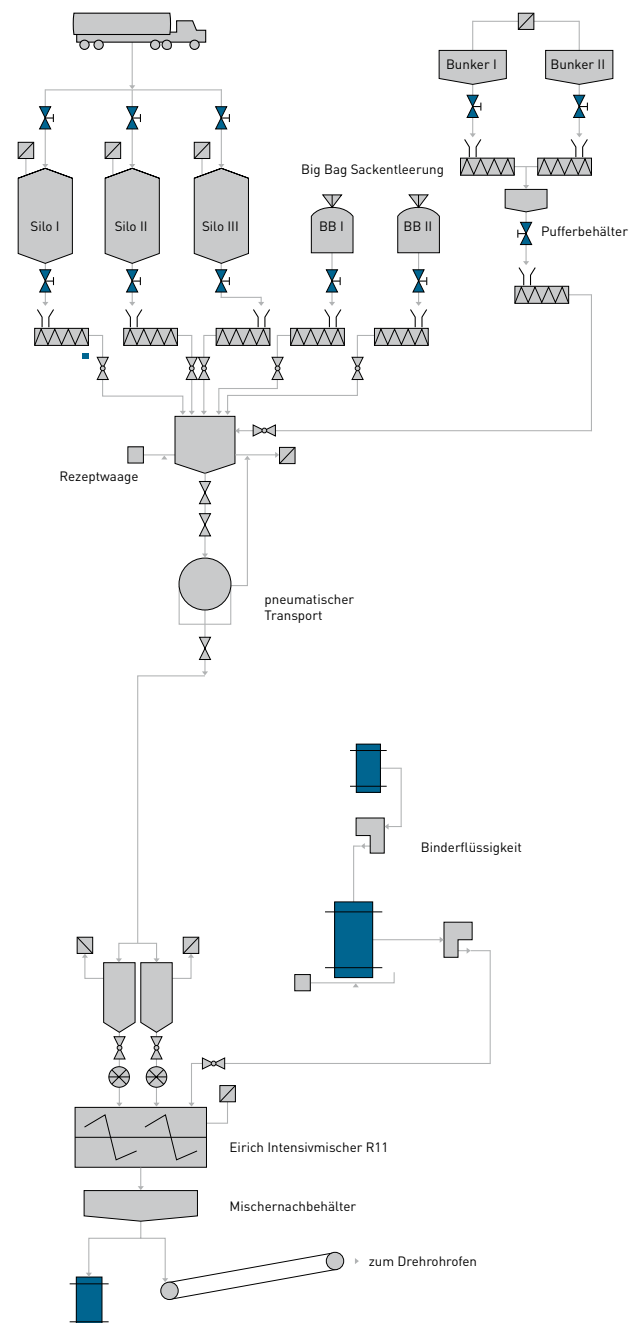 Bunker I
Bunker II
Big Bag Sackentleerung
Silo I
Silo II
Silo III
BB I
BB II
Pufferbehälter
Rezeptwaage
pneumatischer
Transport
Binderflüssigkeit
Eirich Intensivmischer R11
Mischernachbehälter
zum Drehrohrofen